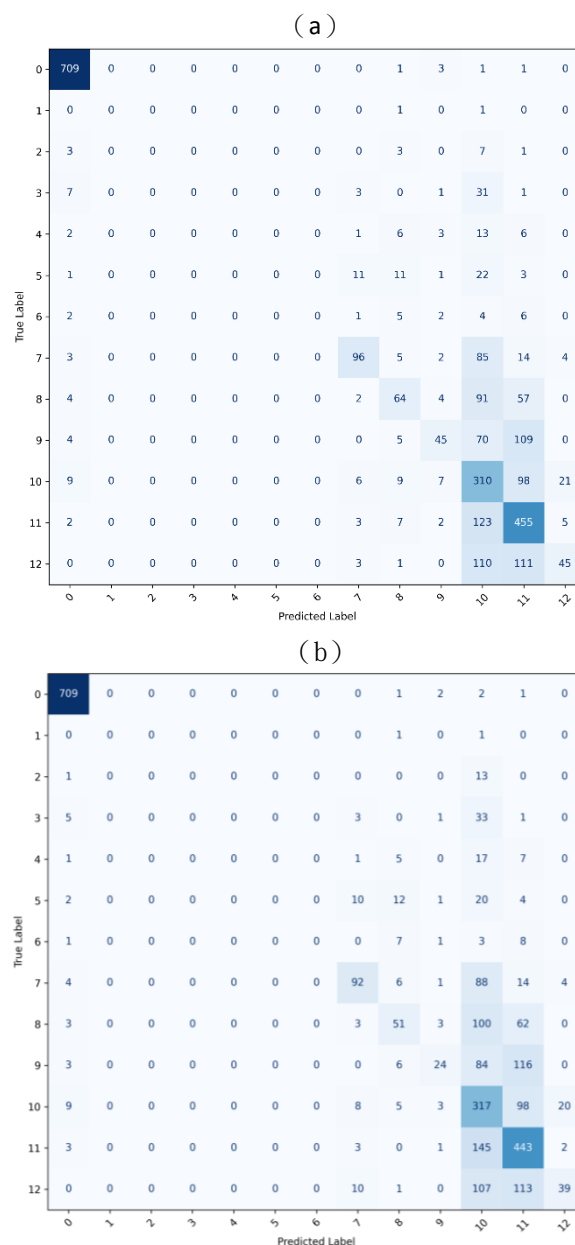 （a）
0 709 0 0 0 0 0 0 0 1 3 1 1 0
1 0 0 0 0 0 0 0 0 1 0 1 0 0
2 3 0 0 0 0 0 0 0 3 0 7 1 0
3 7 0 0 0 0 0 0 3 0 1 31 1 0
4 2 0 0 0 0 0 0 1 6 3 13 6 0
5 1 0 0 0 0 0 0 11 11 1 22 3 0
6 2 0 0 0 0 0 0 1 5 2 4 6 0
7 3 0 0 0 0 0 0 96 5 2 85 14 4
8 4 0 0 0 0 0 0 2 64 4 91 57 0
9 4 0 0 0 0 0 0 0 5 45 70 109 0
10 9 0 0 0 0 0 0 6 9 7 310 98 21
11 2 0 0 0 0 0 0 3 7 2 123 455 5
12 0 0 0 0 0 0 0 3 1 0 110 111 45
0 1 2 3 4 5 6 7 8 9 10 11 12
True Label
Predicted Label
（b）
0 709 0 0 0 0 0 0 0 1 2 2 1 0
1 0 0 0 0 0 0 0 0 1 0 1 0 0
2 1 0 0 0 0 0 0 0 0 0 13 0 0
3 5 0 0 0 0 0 0 3 0 1 33 1 0
4 1 0 0 0 0 0 0 1 5 0 17 7 0
5 2 0 0 0 0 0 0 10 12 1 20 4 0
6 1 0 0 0 0 0 0 0 7 1 3 8 0
7 4 0 0 0 0 0 0 92 6 1 88 14 4
8 3 0 0 0 0 0 0 3 51 3 100 62 0
9 3 0 0 0 0 0 0 0 6 24 84 116 0
10 9 0 0 0 0 0 0 8 5 3 317 98 20
11 3 0 0 0 0 0 0 3 0 1 145 443 2
12 0 0 0 0 0 0 0 10 1 0 107 113 39
0 1 2 3 4 5 6 7 8 9 10 11 12
True Label
Predicted Label